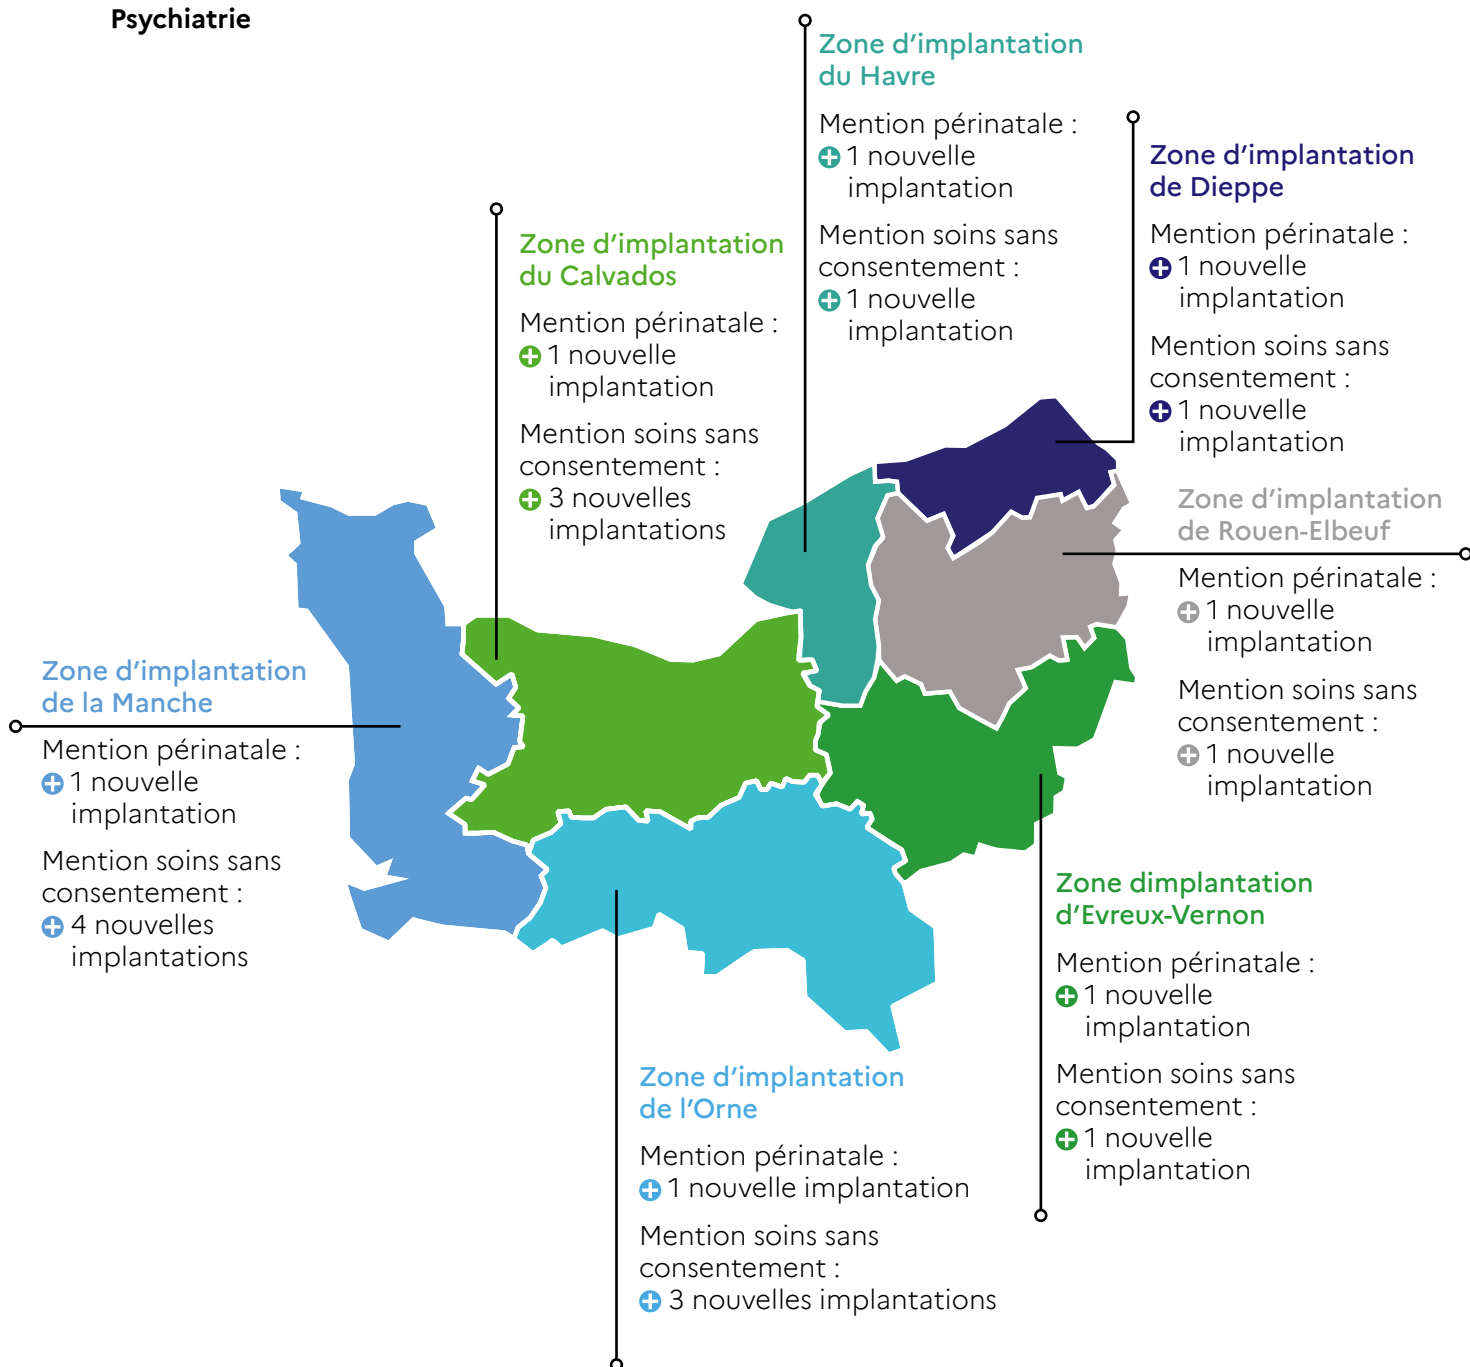 Psychiatrie
Zone d’implantation
du Havre
Mention périnatale :
1 nouvelle
implantation
Mention soins sans
consentement :
1 nouvelle
implantation
Zone d’implantation
de Dieppe
Mention périnatale :
1 nouvelle
implantation
Mention soins sans
consentement :
1 nouvelle
implantation
Zone d’implantation
du Calvados
Mention périnatale :
1 nouvelle
implantation
Mention soins sans
consentement :
3 nouvelles
implantations
Zone d’implantation
de Rouen-Elbeuf
Mention périnatale :
1 nouvelle
implantation
Mention soins sans
consentement :
1 nouvelle
implantation
Zone d’implantation
de la Manche
Mention périnatale :
1 nouvelle
implantation
Mention soins sans
consentement :
4 nouvelles
implantations
Zone dimplantation
d’Evreux-Vernon
Mention périnatale :
1 nouvelle
implantation
Mention soins sans
consentement :
1 nouvelle
implantation
Zone d’implantation
de l’Orne
Mention périnatale :
1 nouvelle implantation
Mention soins sans
consentement :
3 nouvelles implantations